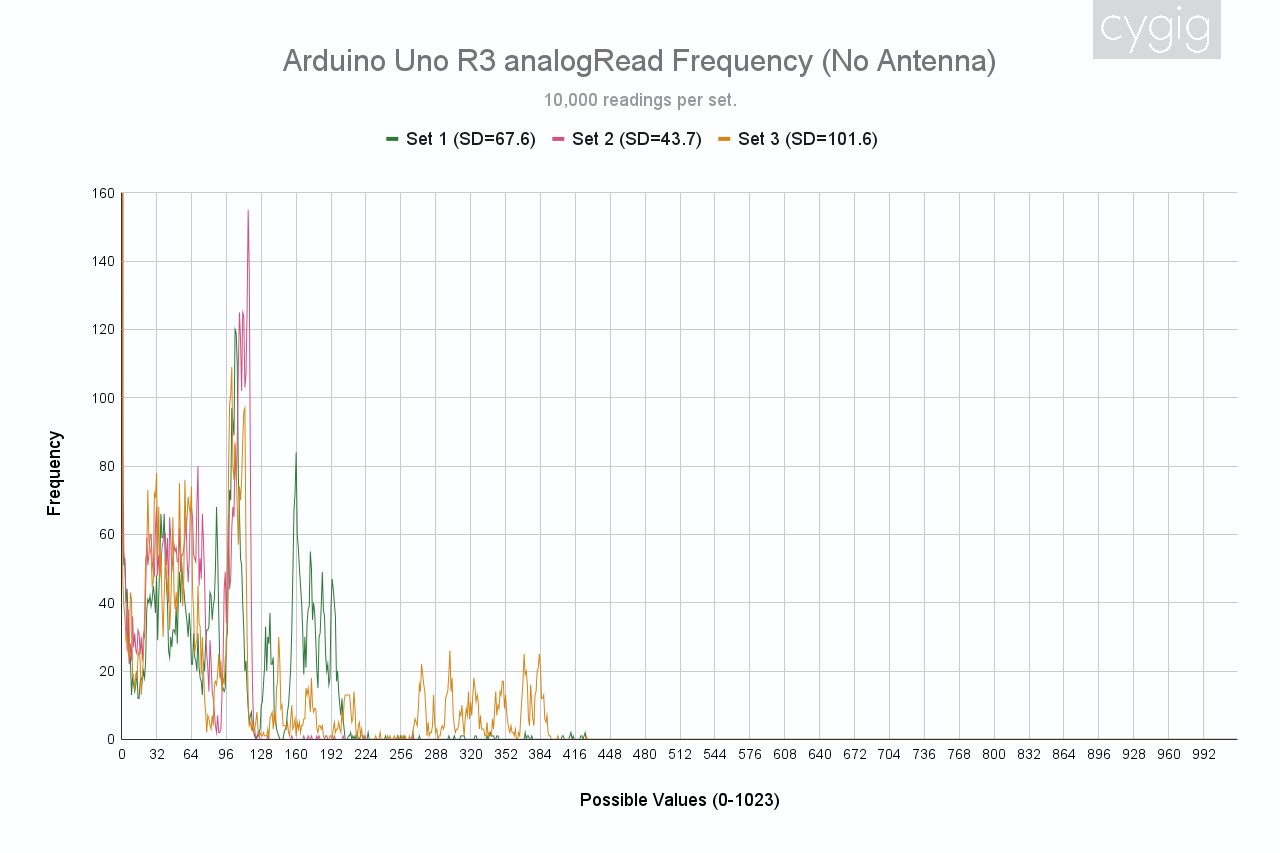 cygig
Arduino Uno R3 analogRead Frequency (No Antenna)
10,000 readings per set.
Set 1 (SD=67.6) Set 2 (SD=43.7) Set 3 (SD=101.6)
160
140
120
100
80
60
40
20
0
Frequency
0 32 64 96 128 160 192 224 256 288 320 352 384 416 448 480 512 544 576 608 640 672 704 736 768 800 832 864 896 928 960 992
Possible Values (0-1023)